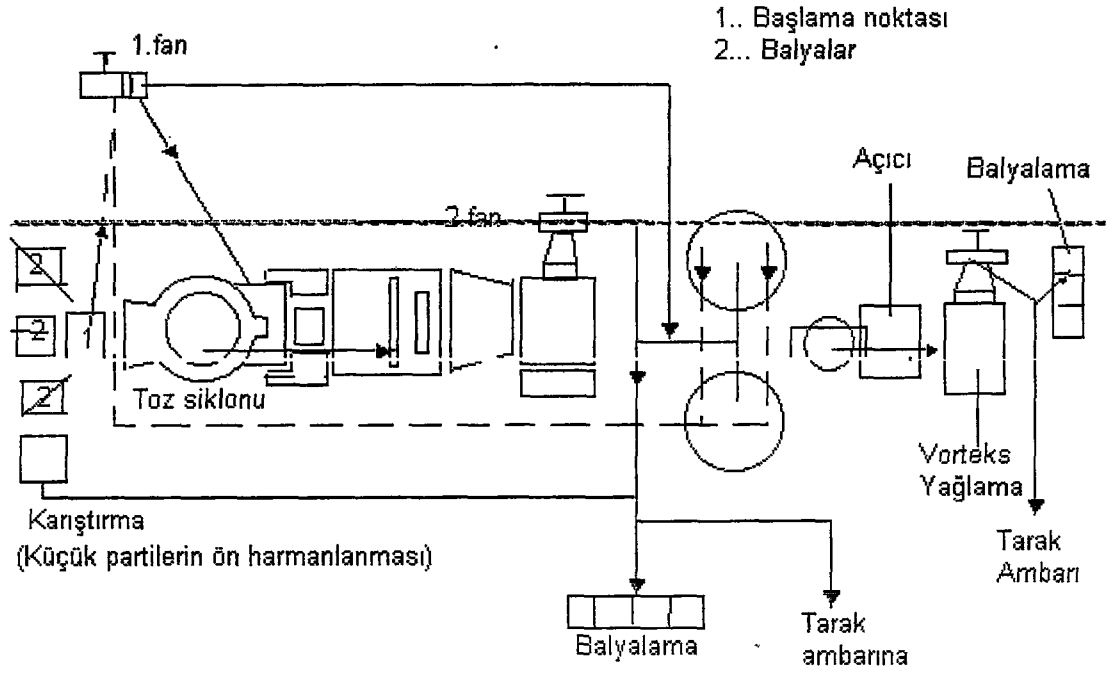 1.. Başlama noktası
2... Balyalar
1.fan
Açıcı
Balyalama
2.fan
2
2
1
2
Toz siklonu
Vorteks
Yağlama
Karıştırma
(Küçük partilerin ön harmanlanması)
Tarak
Ambarı
Balyalama
Tarak
ambarına